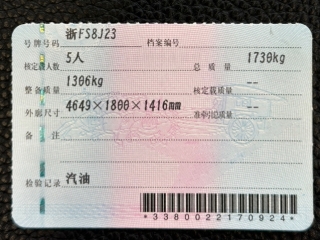 号牌号码 浙FS8J23 档案编号
核定载人数 5人 总质量 1730kg
整备质量 1306kg 核定载质量 --
外廓尺寸 4649×1800×1416mm 准牵引总质量 --
备注
检验记录 汽油
*3380022170924*